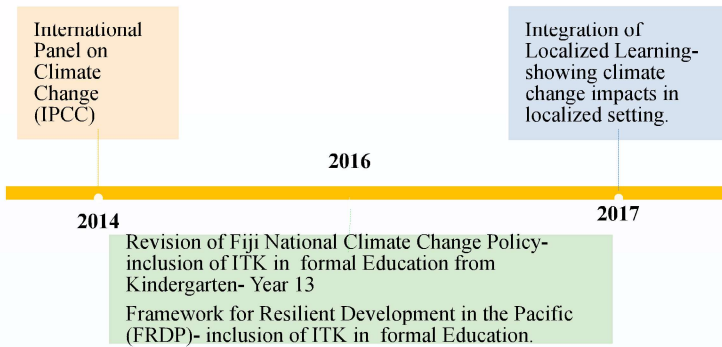 International
Panel on
Climate
Change
(IPCC)
Integration of
Localized Learning-
showing climate
change impacts in
localized setting.
2016
2014
2017
Revision of Fiji National Climate Change Policy-
inclusion of ITK in formal Education from
Kindergarten- Year 13
Framework for Resilient Development in the Pacific
(FRDP)- inclusion of ITK in formal Education.